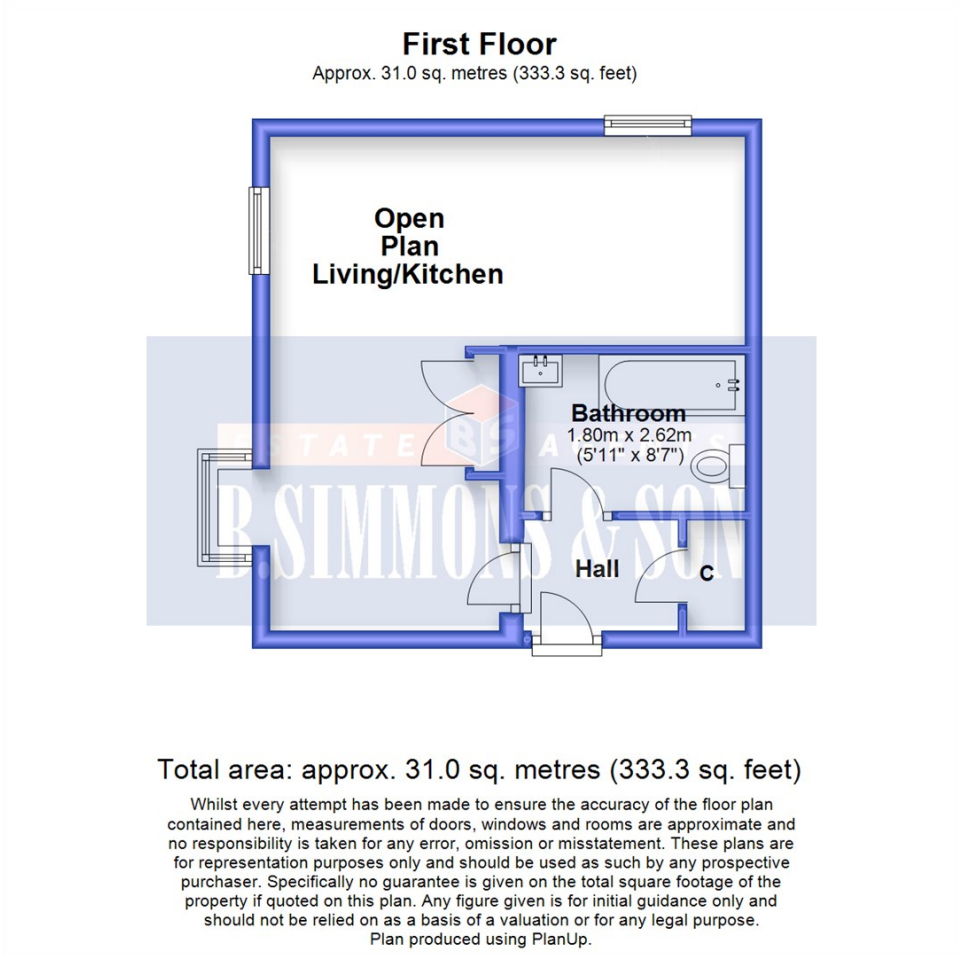 First Floor
Approx. 31.0 sq. metres (333.3 sq. feet)
Open
Plan
Living/Kitchen
Bathroom
1.80m x 2.62m
(5'11" x 8'7")
ESTATE BS AGENTS
B.SIMMONS & SON
Hall
C
Total area: approx. 31.0 sq. metres (333.3 sq. feet)
Whilst every attempt has been made to ensure the accuracy of the floor plan
contained here, measurements of doors, windows and rooms are approximate and
no responsibility is taken for any error, omission or misstatement. These plans are
for representation purposes only and should be used as such by any prospective
purchaser. Specifically no guarantee is given on the total square footage of the
property if quoted on this plan. Any figure given is for initial guidance only and
should not be relied on as a basis of a valuation or for any legal purpose.
Plan produced using PlanUp.